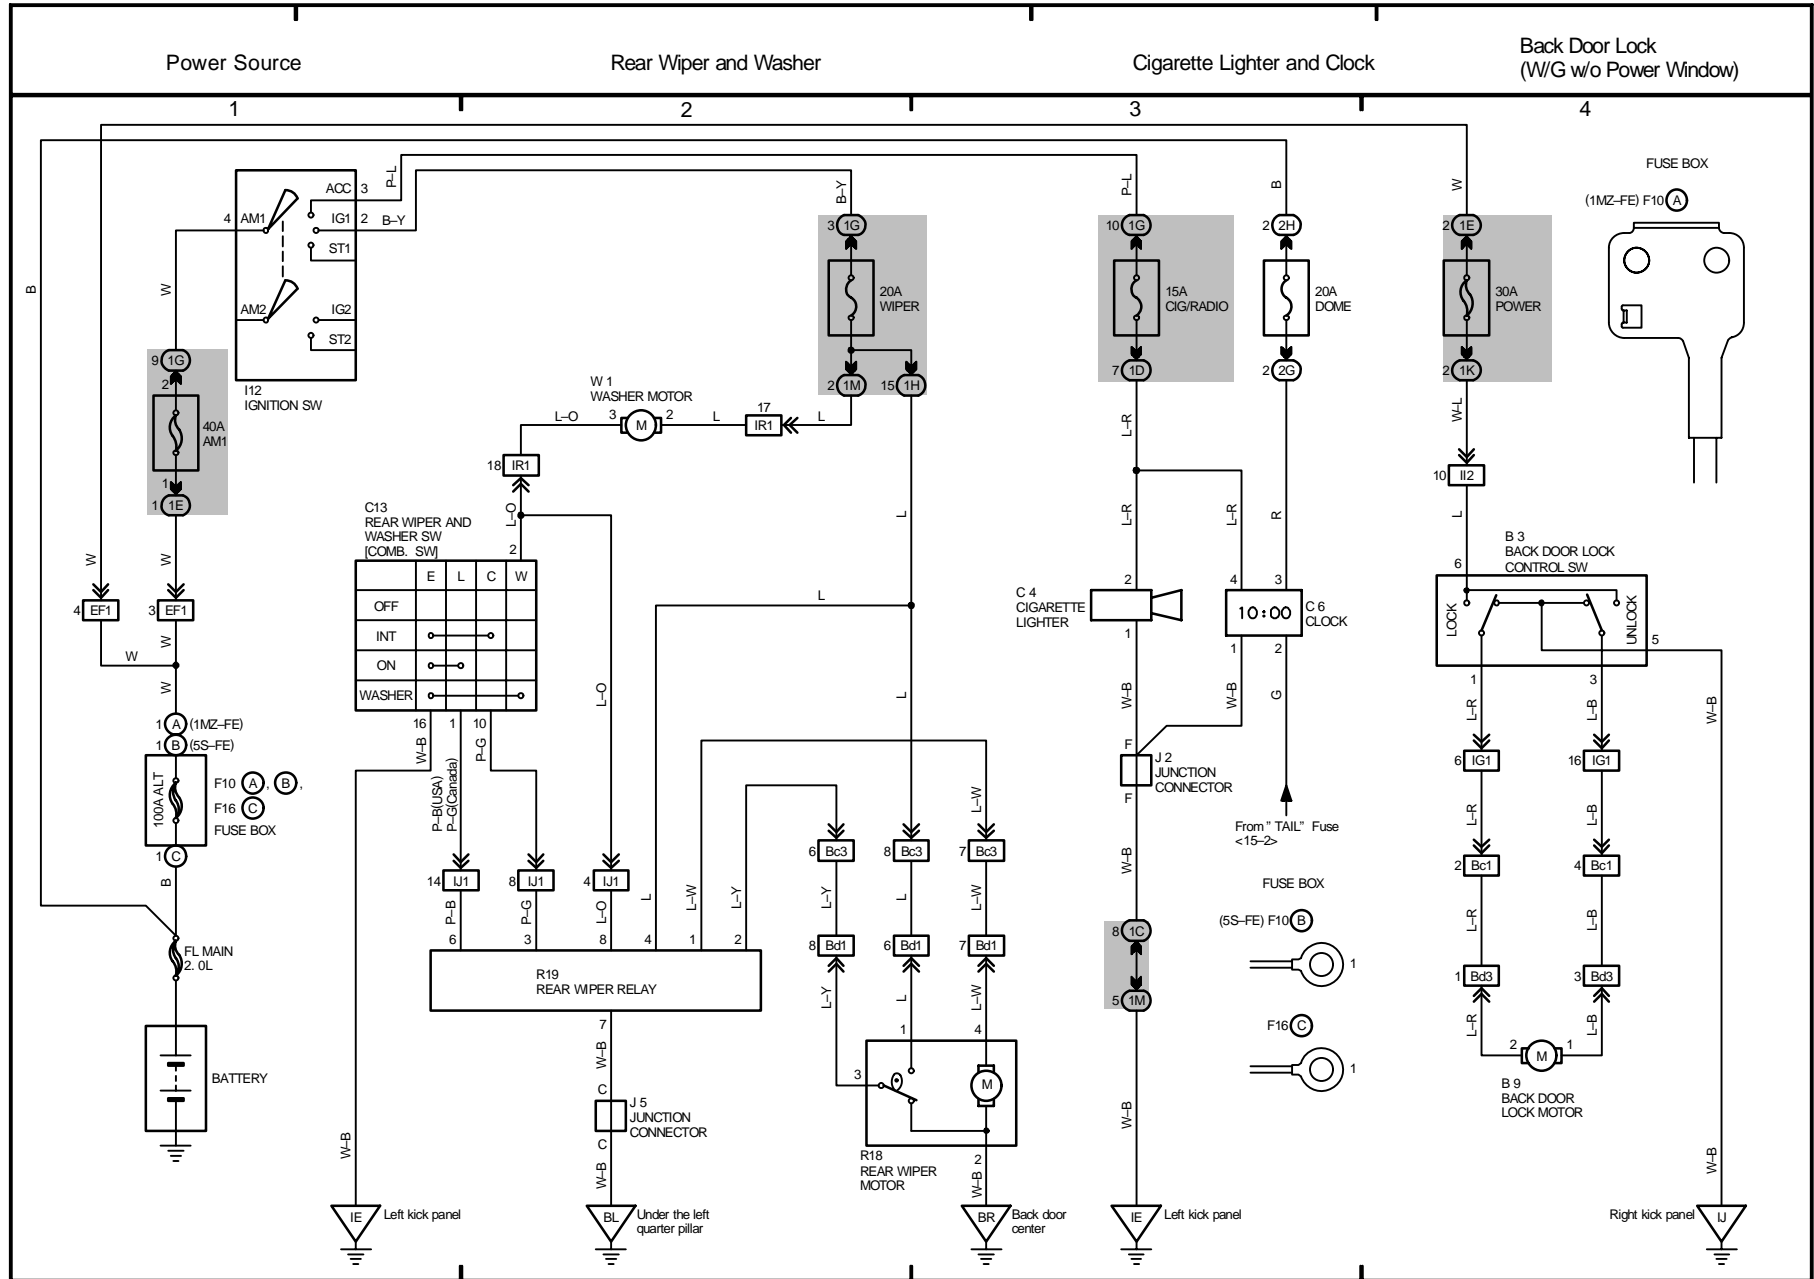 Power Source
Rear Wiper and Washer
Cigarette Lighter and Clock
Back Door Lock
(W/G w/o Power Window)
1
2
3
4
FUSE BOX
(1MZ–FE) F10 A
ACC 3
P–L
4 AM1
IG1 2 B–Y
ST1
AM2
IG2
ST2
I12
IGNITION SW
B
W
9 1G
2
40A
AM1
1
1 1E
W
W
4 EF1
3 EF1
W
W
W
1 A (1MZ–FE)
1 B (5S–FE)
100A ALT
F10 A , B ,
F16 C
FUSE BOX
1 C
B
FL MAIN
2. 0L
BATTERY
B–Y
3 1G
20A
WIPER
2 1M
15 1H
W 1
WASHER MOTOR
L–O
3 M 2
L
17
IR1
L
18 IR1
L–O
C13
REAR WIPER AND
WASHER SW
[COMB. SW]
2
E L C W
OFF
INT
ON
WASHER
16
1
10
W–B
P–B(USA)
P–G(Canada)
P–G
L–O
L
L
L
14 IJ1
8 IJ1
4 IJ1
P–B
P–G
L–O
L
L–W
L–Y
6
3
8
4
1
2
R19
REAR WIPER RELAY
7
W–B
C
J 5
JUNCTION
CONNECTOR
C
W–B
W–B
IE
Left kick panel
BL
Under the left
quarter pillar
L–W
6 Bc3
8 Bc3
7 Bc3
L–Y
L
L–W
8 Bd1
6 Bd1
7 Bd1
L–Y
L
L–W
1
4
3
M
R18
REAR WIPER
MOTOR
2
W–B
BR
Back door
center
P–L
B
10 1G
2 2H
15A
CIG/RADIO
20A
DOME
7 1D
2 2G
L–R
L–R
L–R
R
2
4
3
C 4
CIGARETTE
LIGHTER
10:00
C 6
CLOCK
1
1
2
W–B
W–B
G
F
J 2
JUNCTION
CONNECTOR
F
From " TAIL" Fuse
<15–2>
W–B
8 1C
5 1M
W–B
IE
Left kick panel
FUSE BOX
(5S–FE) F10 B
1
F16 C
1
W
2 1E
30A
POWER
2 1K
W–L
10 II2
L
B 3
BACK DOOR LOCK
CONTROL SW
6
LOCK
UNLOCK
5
1
3
L–R
L–B
W–B
6 IG1
16 IG1
L–R
L–B
2 Bc1
4 Bc1
L–R
L–B
1 Bd3
3 Bd3
L–R
L–B
2 M 1
B 9
BACK DOOR
LOCK MOTOR
W–B
Right kick panel
IJ